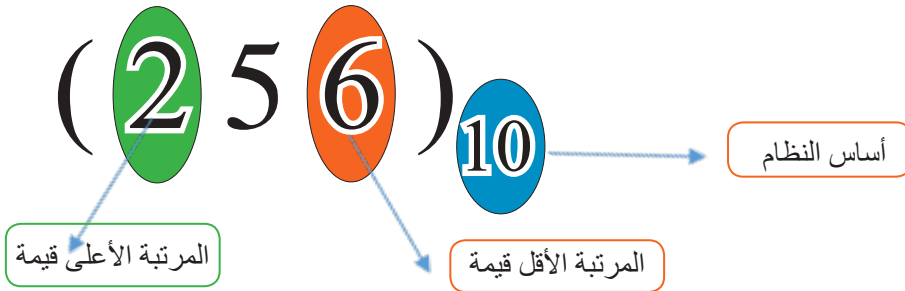 (2 5 6)10
أساس النظام
المرتبة الأقل قيمة
المرتبة الأعلى قيمة